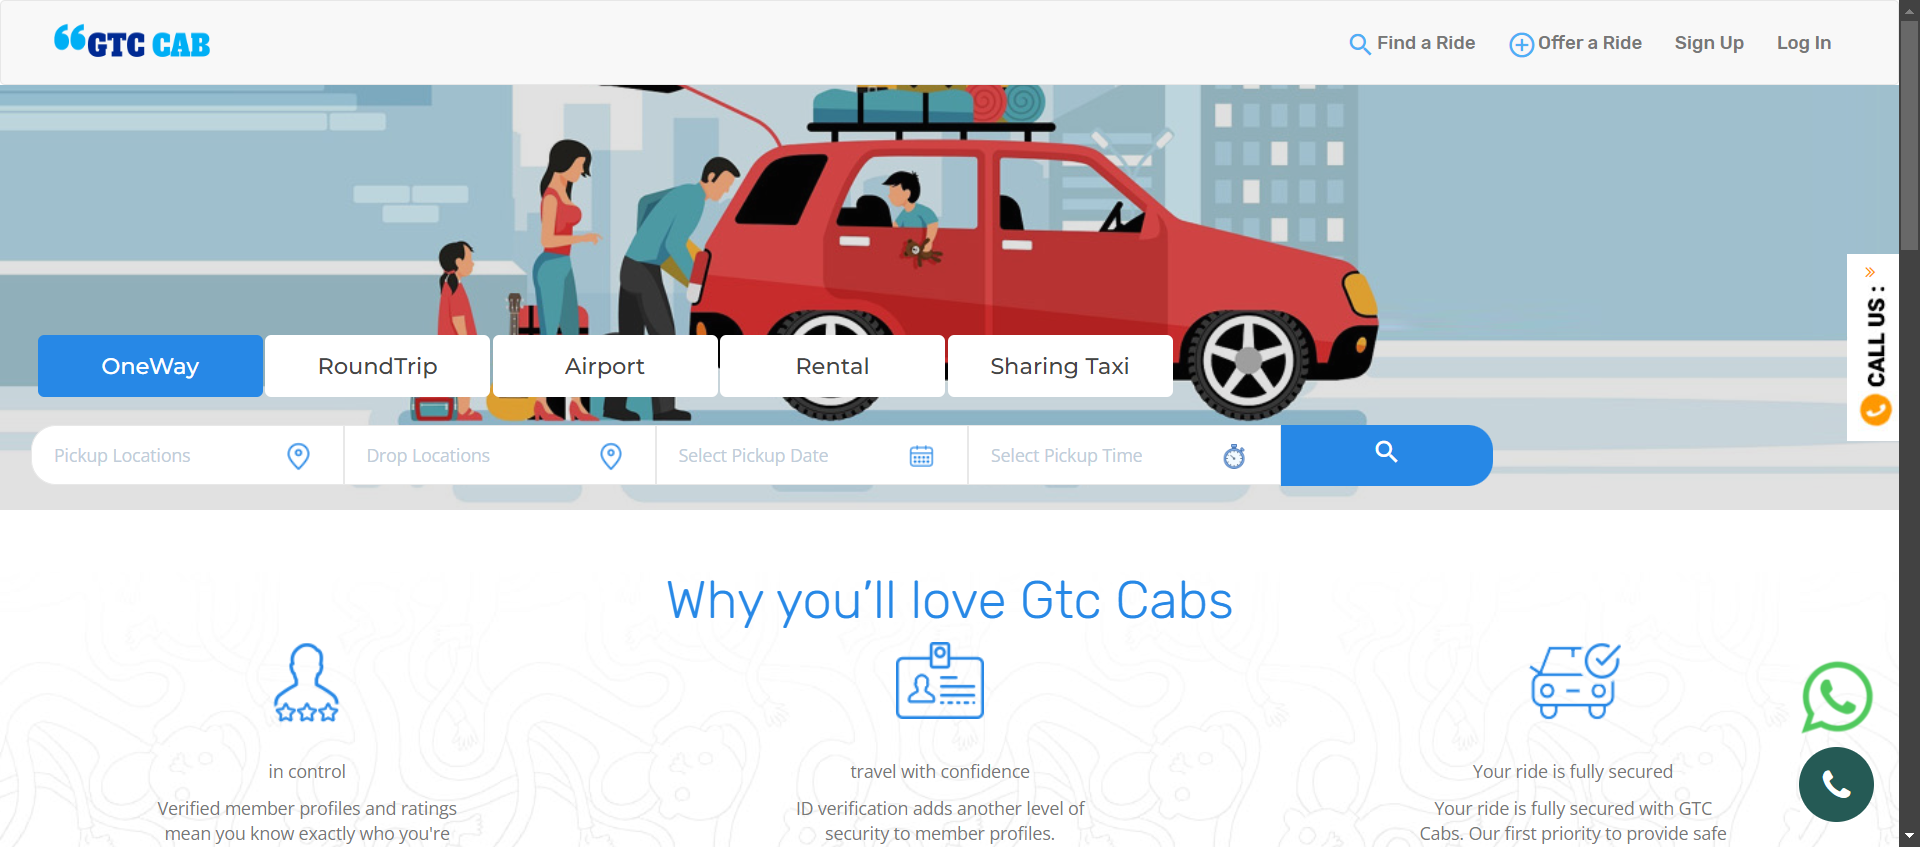 GTC CAB
Find a Ride
Offer a Ride
Sign Up
Log In
CALL US :
OneWay
RoundTrip
Airport
Rental
Sharing Taxi
Pickup Locations
Drop Locations
Select Pickup Date
Select Pickup Time
Why you'll love Gtc Cabs
in control
Verified member profiles and ratings
mean you know exactly who you're
travel with confidence
ID verification adds another level of
security to member profiles.
Your ride is fully secured
Your ride is fully secured with GTC
Cabs. Our first priority to provide safe